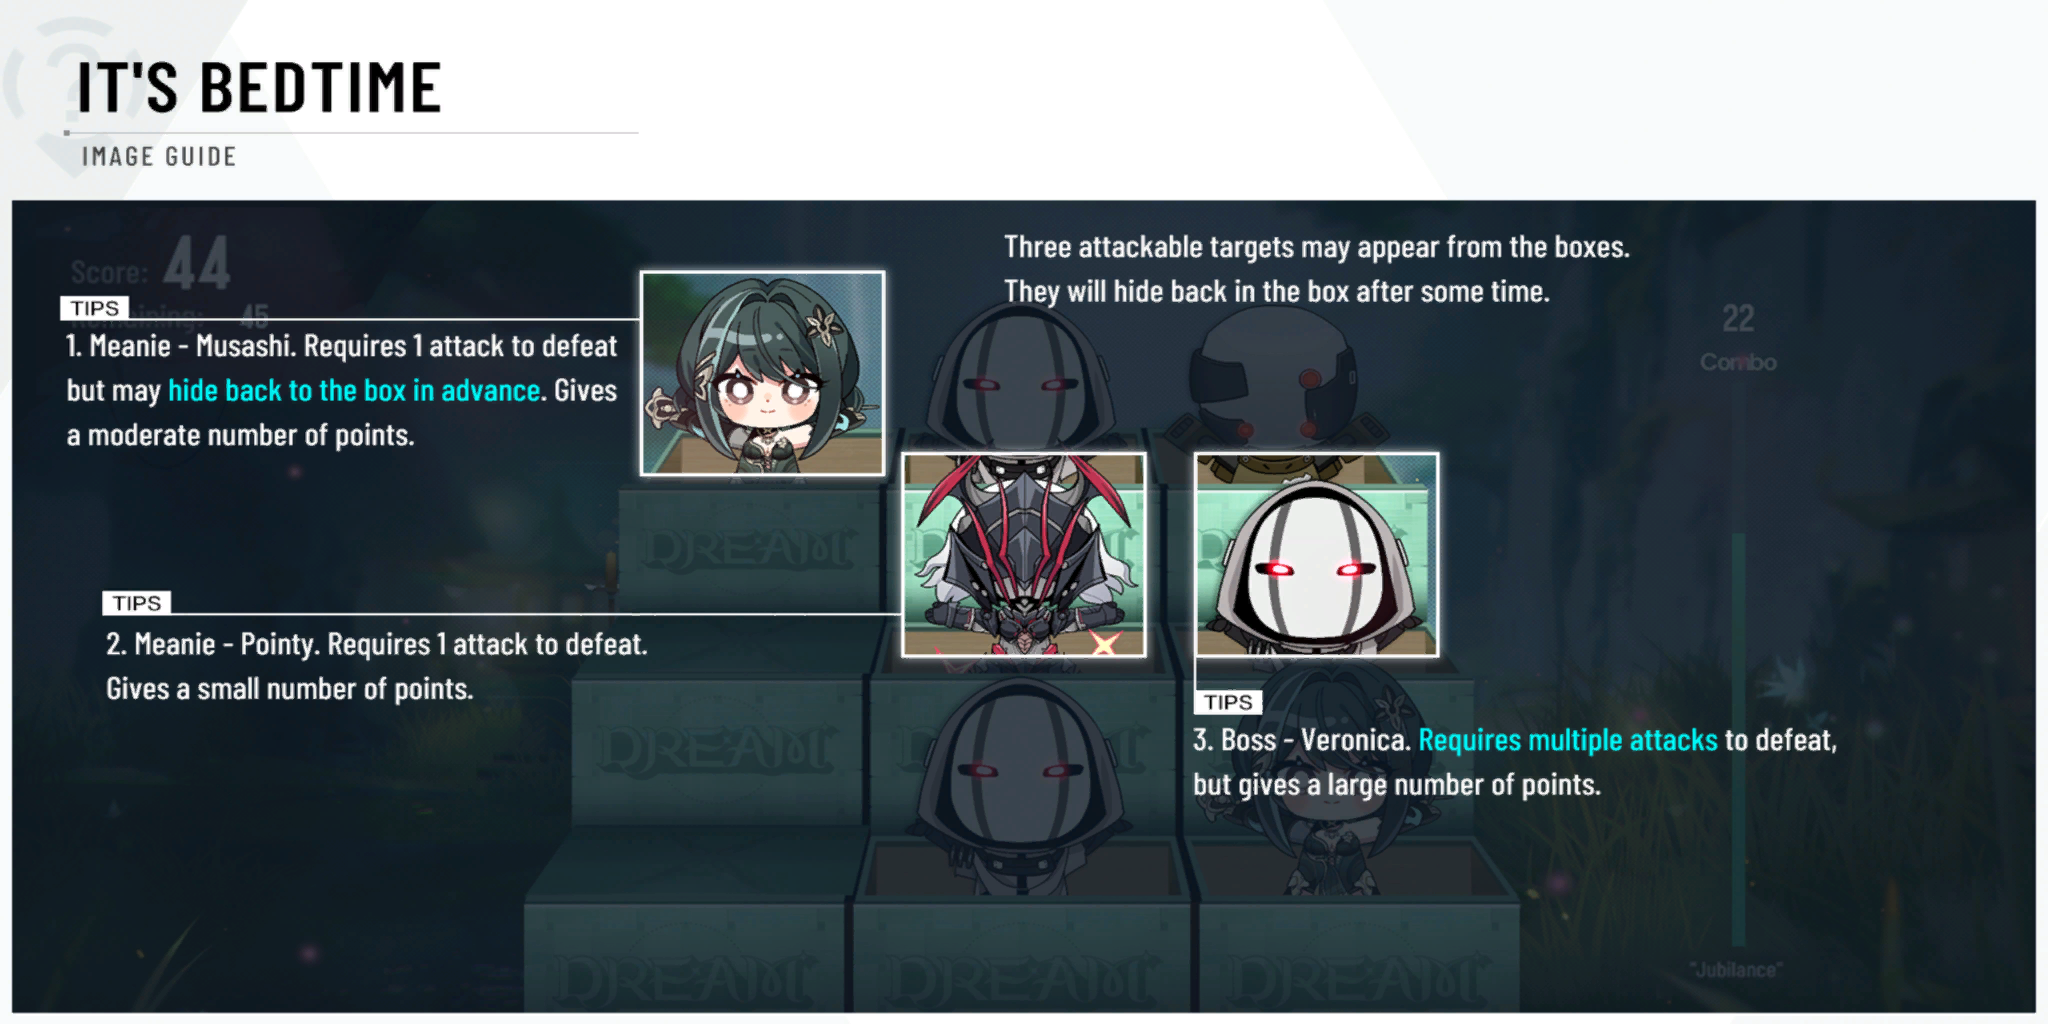 IT'S BEDTIME
IMAGE GUIDE
Score: 44
Remaining: 45
Three attackable targets may appear from the boxes.
They will hide back in the box after some time.
TIPS
1. Meanie - Musashi. Requires 1 attack to defeat
but may hide back to the box in advance. Gives
a moderate number of points.
22
Combo
DREAM
TIPS
2. Meanie - Pointy. Requires 1 attack to defeat.
Gives a small number of points.
TIPS
3. Boss - Veronica. Requires multiple attacks to defeat,
but gives a large number of points.
DREAM
"Jubilance"
DREAM
DREAM
DREAM